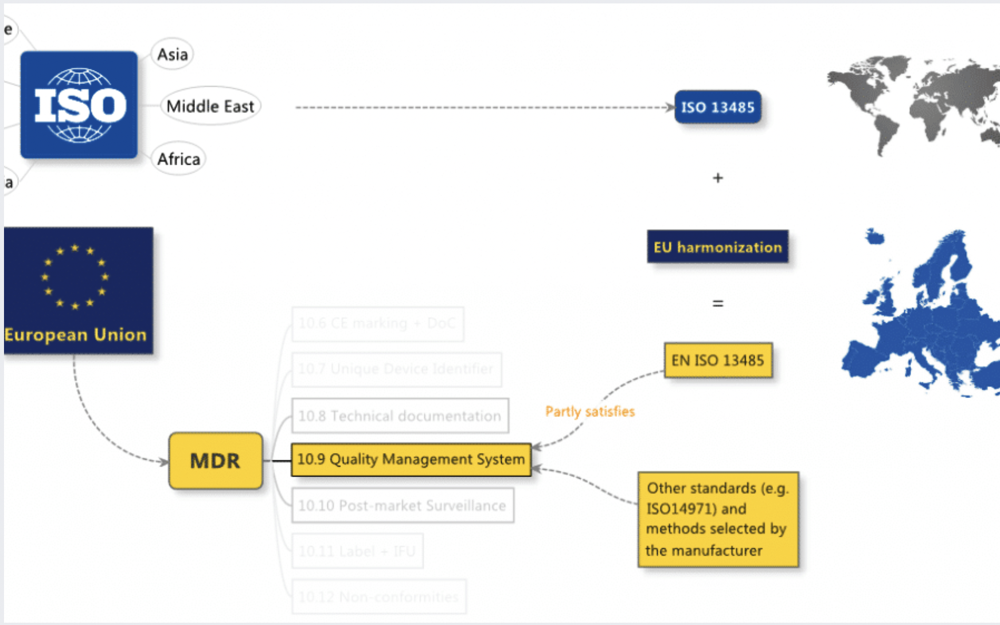 e
Asia
ISO
Middle East
ISO 13485
Africa
a
+
EU harmonization
=
European Union
10.6 CE marking + DoC
10.7 Unique Device Identifier
EN ISO 13485
10.8 Technical documentation
Partly satisfies
MDR
10.9 Quality Management System
10.10 Post-market Surveillance
Other standards (e.g.
ISO14971) and
methods selected by
the manufacturer
10.11 Label + IFU
10.12 Non-conformities